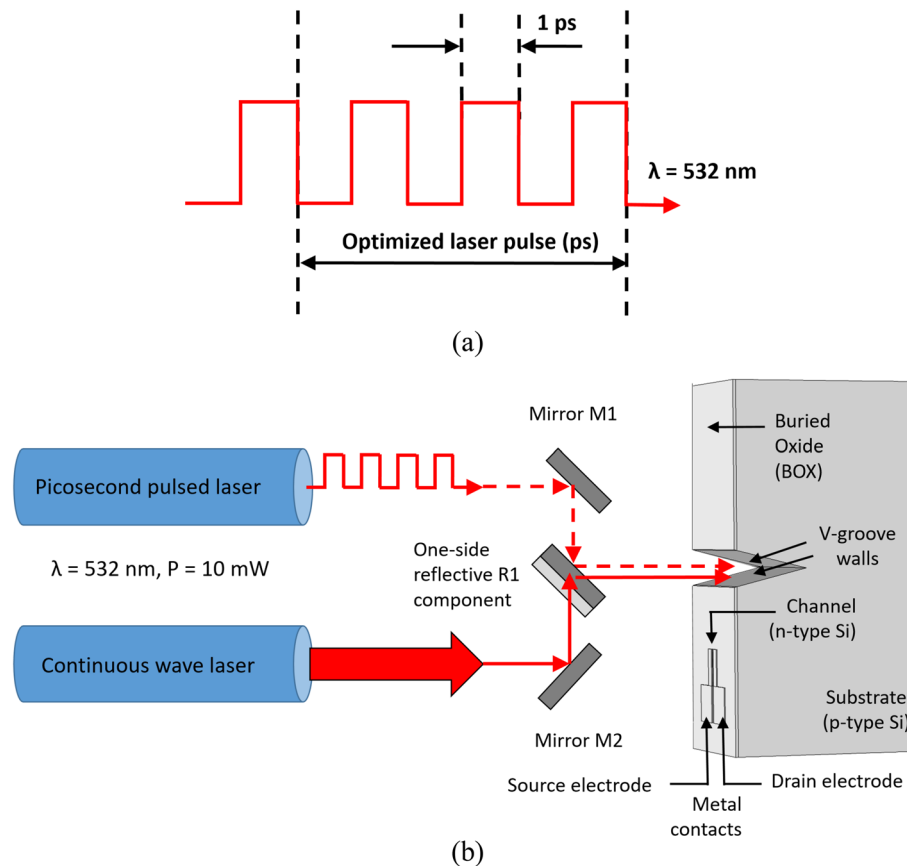 1 ps
λ = 532 nm
Optimized laser pulse (ps)
(a)
Mirror M1
Buried
Oxide
(BOX)
Picosecond pulsed laser
V-groove
walls
One-side
reflective R1
component
λ = 532 nm, P = 10 mW
Channel
(n-type Si)
Continuous wave laser
Substrate
(p-type Si)
Mirror M2
Source electrode
Drain electrode
Metal
contacts
(b)